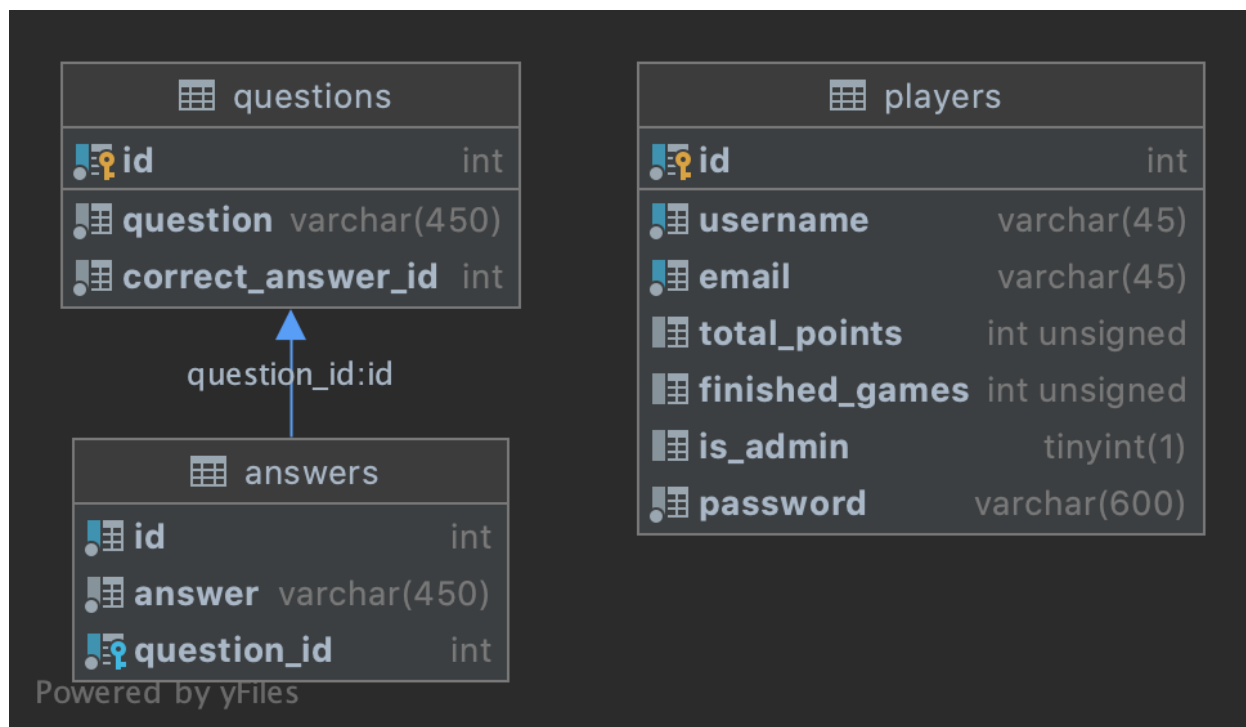 questions
id int
question varchar(450)
correct_answer_id int
question_id:id
answers
id int
answer varchar(450)
question_id int
players
id int
username varchar(45)
email varchar(45)
total_points int unsigned
finished_games int unsigned
is_admin tinyint(1)
password varchar(600)
Powered by yFiles